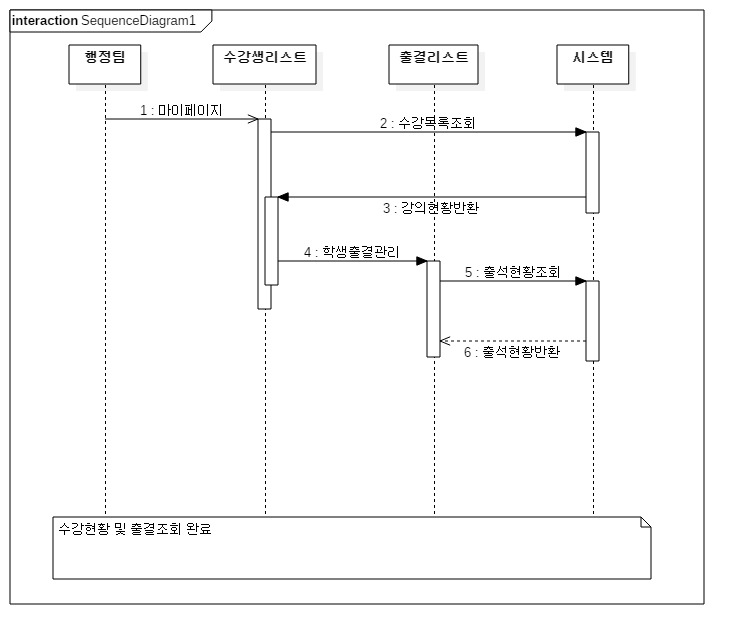 interaction SequenceDiagram1
행정팀
수강생리스트
출결리스트
시스템
1 : 마이페이지
2 : 수강목록조회
3 : 강의현황반환
4 : 학생출결관리
5 : 출석현황조회
6 : 출석현황반환
수강현황 및 출결조회 완료